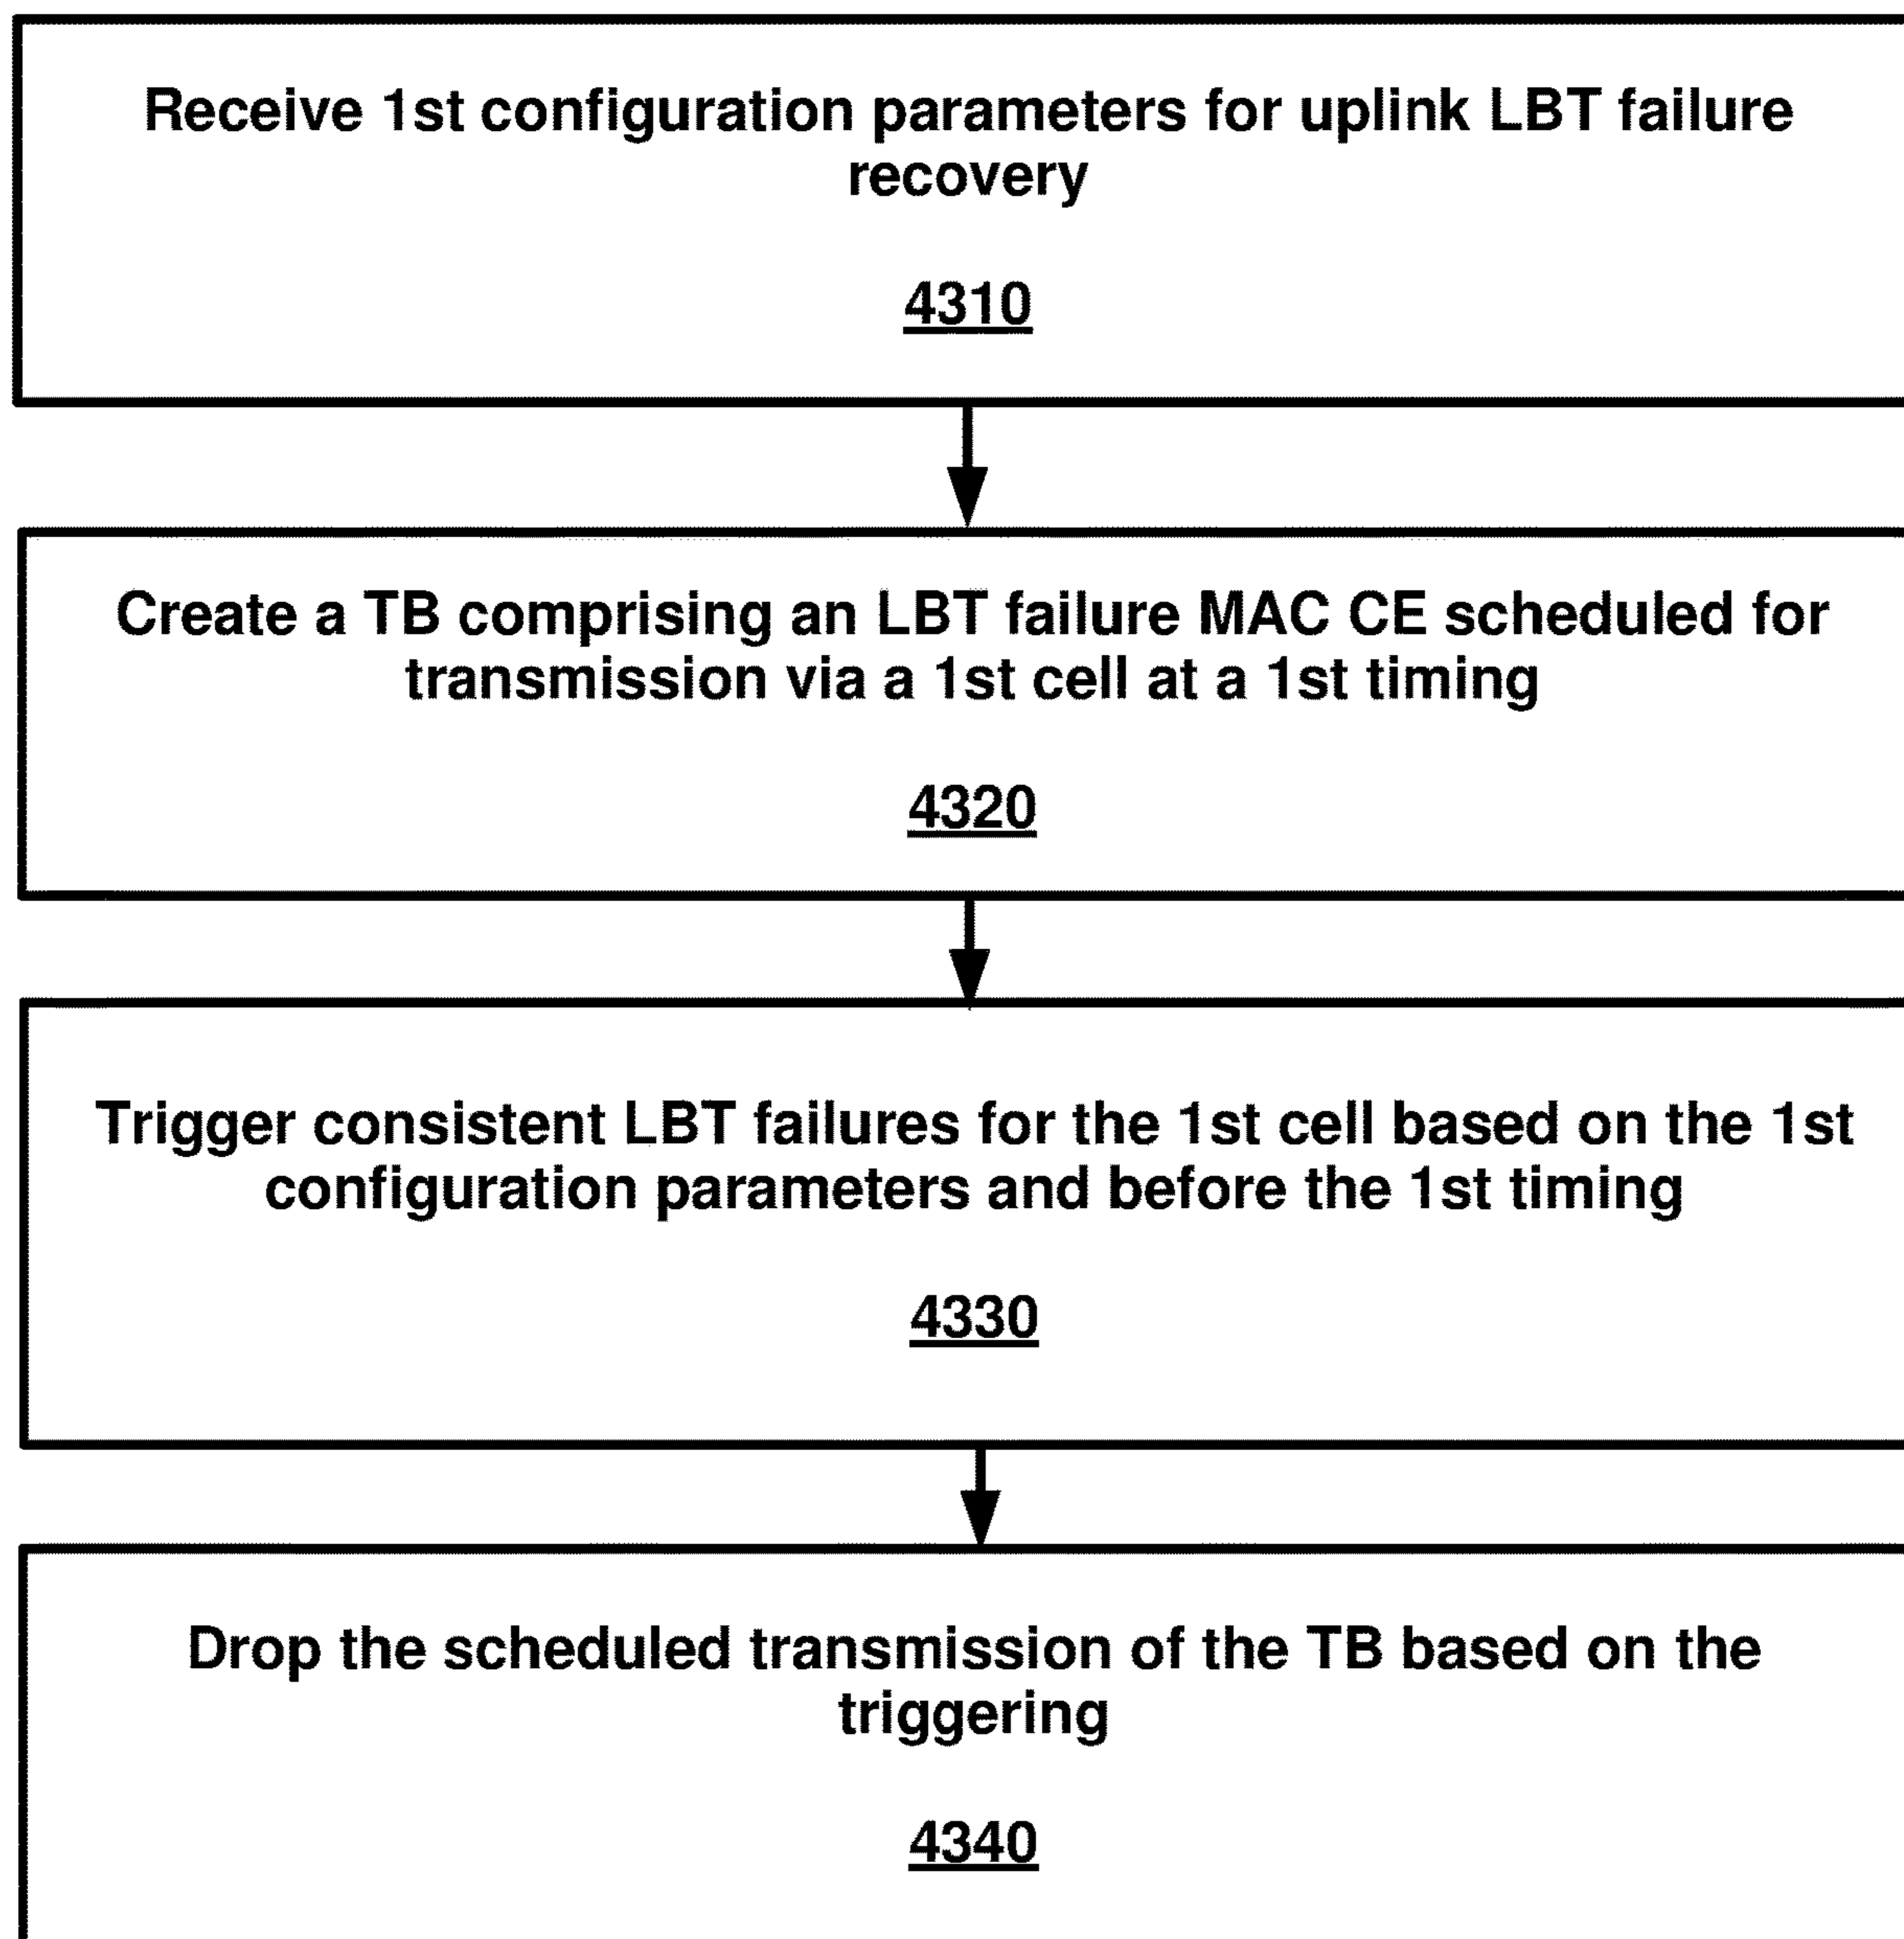 Receive 1st configuration parameters for uplink LBT failure
recovery
4310
Create a TB comprising an LBT failure MAC CE scheduled for
transmission via a 1st cell at a 1st timing
4320
Trigger consistent LBT failures for the 1st cell based on the 1st
configuration parameters and before the 1st timing
4330
Drop the scheduled transmission of the TB based on the
triggering
4340